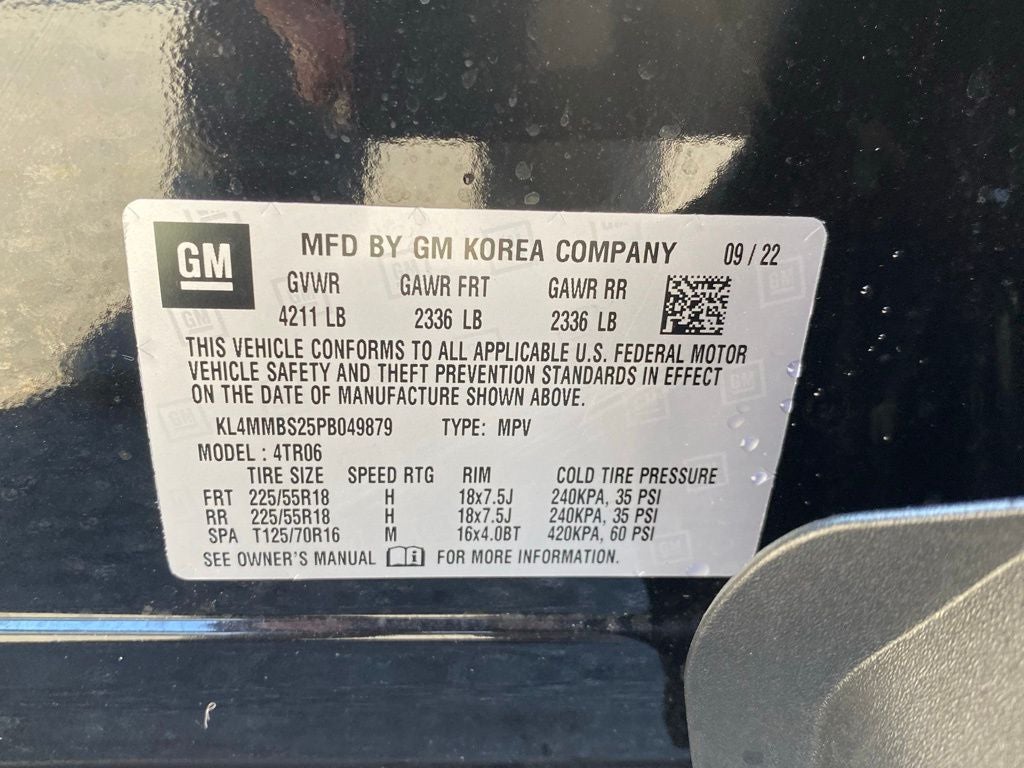 GM MFD BY GM KOREA COMPANY 09 / 22
GVWR GAWR FRT GAWR RR
4211 LB 2336 LB 2336 LB
THIS VEHICLE CONFORMS TO ALL APPLICABLE U.S. FEDERAL MOTOR
VEHICLE SAFETY AND THEFT PREVENTION STANDARDS IN EFFECT
ON THE DATE OF MANUFACTURE SHOWN ABOVE.
KL4MMBS25PB049879 TYPE: MPV
MODEL : 4TR06
TIRE SIZE SPEED RTG RIM COLD TIRE PRESSURE
FRT 225/55R18 H 18x7.5J 240KPA, 35 PSI
RR 225/55R18 H 18x7.5J 240KPA, 35 PSI
SPA T125/70R16 M 16x4.0BT 420KPA, 60 PSI
SEE OWNER'S MANUAL FOR MORE INFORMATION.